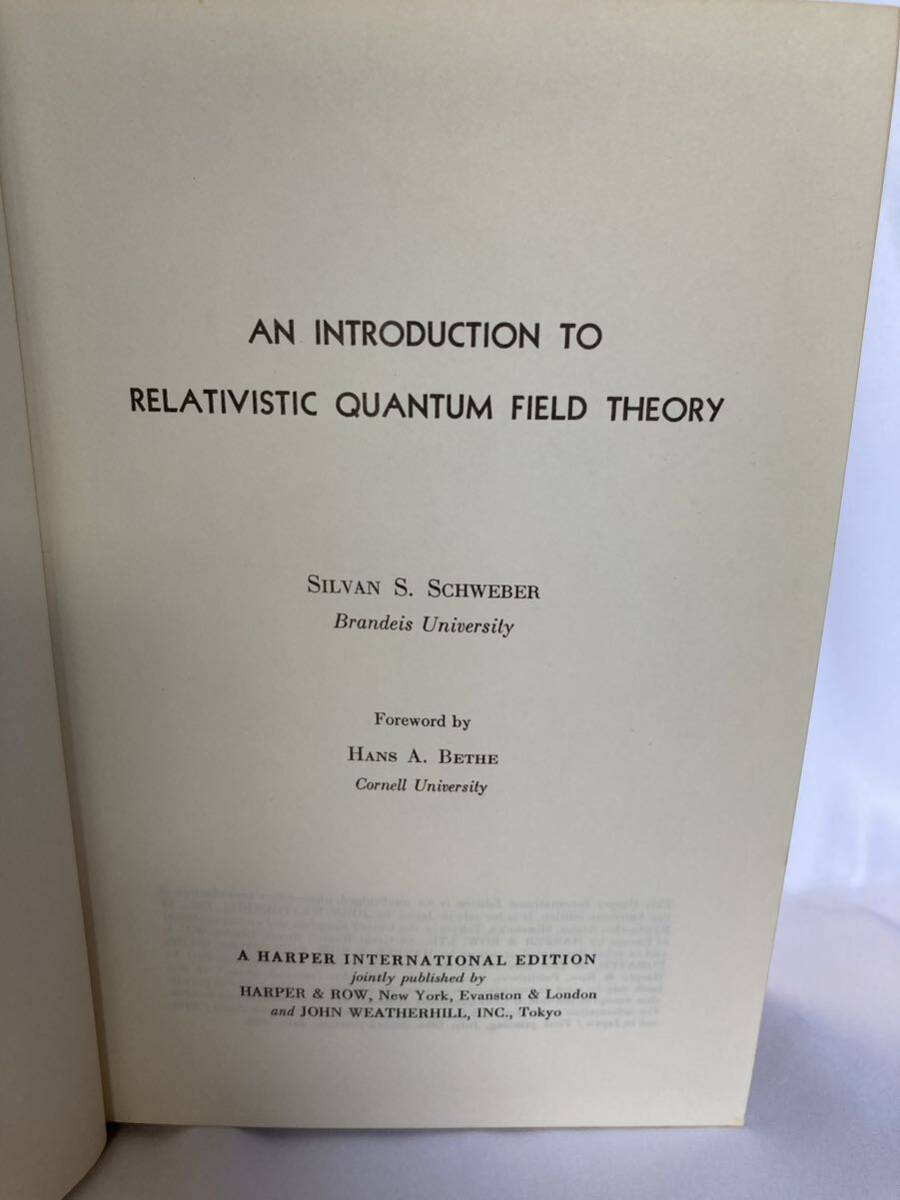 AN INTRODUCTION TO
RELATIVISTIC QUANTUM FIELD THEORY
SILVAN S. SCHWEBER
Brandeis University
Foreword by
HANS A. BETHE
Cornell University
A HARPER INTERNATIONAL EDITION
jointly published by
HARPER & ROW, New York, Evanston & London
and JOHN WEATHERHILL, INC., Tokyo